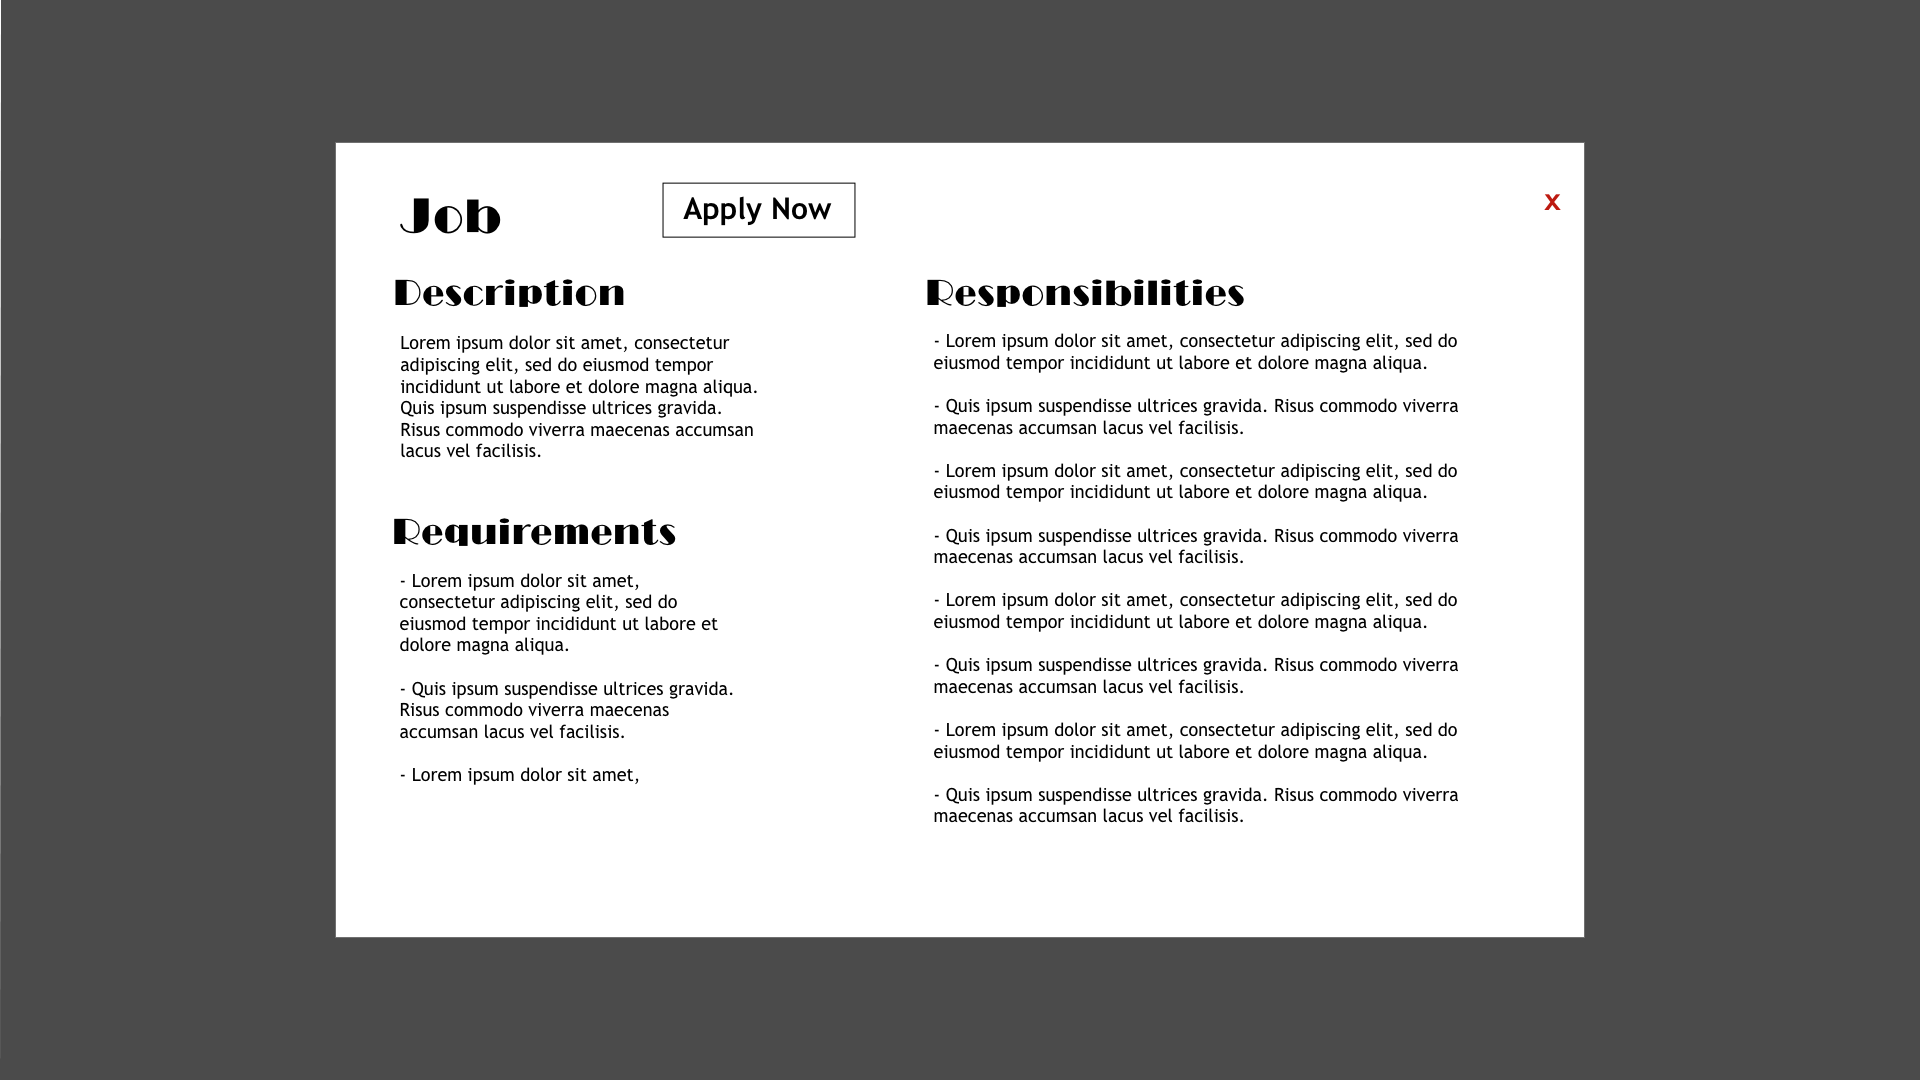 Job
Apply Now
X
Description
Lorem ipsum dolor sit amet, consectetur
adipiscing elit, sed do eiusmod tempor
incididunt ut labore et dolore magna aliqua.
Quis ipsum suspendisse ultrices gravida.
Risus commodo viverra maecenas accumsan
lacus vel facilisis.
Requirements
- Lorem ipsum dolor sit amet,
consectetur adipiscing elit, sed do
eiusmod tempor incididunt ut labore et
dolore magna aliqua.
- Quis ipsum suspendisse ultrices gravida.
Risus commodo viverra maecenas
accumsan lacus vel facilisis.
- Lorem ipsum dolor sit amet,
Responsibilities
- Lorem ipsum dolor sit amet, consectetur adipiscing elit, sed do
eiusmod tempor incididunt ut labore et dolore magna aliqua.
- Quis ipsum suspendisse ultrices gravida. Risus commodo viverra
maecenas accumsan lacus vel facilisis.
- Lorem ipsum dolor sit amet, consectetur adipiscing elit, sed do
eiusmod tempor incididunt ut labore et dolore magna aliqua.
- Quis ipsum suspendisse ultrices gravida. Risus commodo viverra
maecenas accumsan lacus vel facilisis.
- Lorem ipsum dolor sit amet, consectetur adipiscing elit, sed do
eiusmod tempor incididunt ut labore et dolore magna aliqua.
- Quis ipsum suspendisse ultrices gravida. Risus commodo viverra
maecenas accumsan lacus vel facilisis.
- Lorem ipsum dolor sit amet, consectetur adipiscing elit, sed do
eiusmod tempor incididunt ut labore et dolore magna aliqua.
- Quis ipsum suspendisse ultrices gravida. Risus commodo viverra
maecenas accumsan lacus vel facilisis.